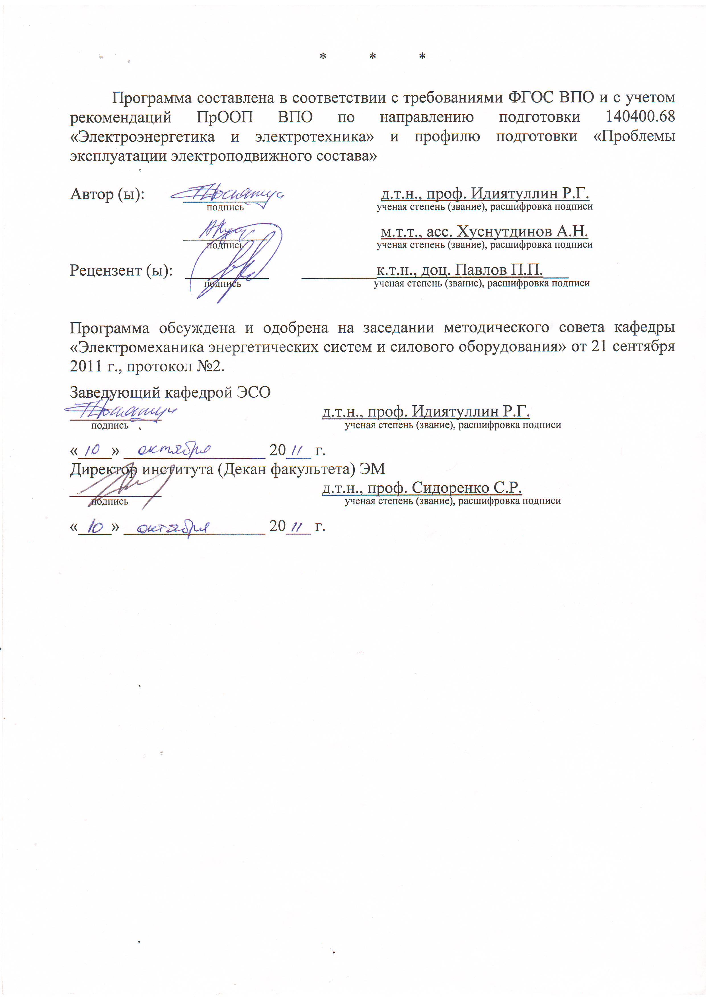 * * *
Программа составлена в соответствии с требованиями ФГОС ВПО и с учетом
рекомендаций ПрООП ВПО по направлению подготовки 140400.68
«Электроэнергетика и электротехника» и профилю подготовки «Проблемы
эксплуатации электроподвижного состава»
Автор (ы): д.т.н., проф. Идиятуллин Р.Г.
подпись ученая степень (звание), расшифровка подписи
м.т.т., асс. Хуснутдинов А.Н.
подпись ученая степень (звание), расшифровка подписи
Рецензент (ы): к.т.н., доц. Павлов П.П.
подпись ученая степень (звание), расшифровка подписи
Программа обсуждена и одобрена на заседании методического совета кафедры
«Электромеханика энергетических систем и силового оборудования» от 21 сентября
2011 г., протокол №2.
Заведующий кафедрой ЭСО
д.т.н., проф. Идиятуллин Р.Г.
подпись ученая степень (звание), расшифровка подписи
«10» октября 2011 г.
Директор института (Декан факультета) ЭМ
д.т.н., проф. Сидоренко С.Р.
подпись ученая степень (звание), расшифровка подписи
«10» октября 2011 г.